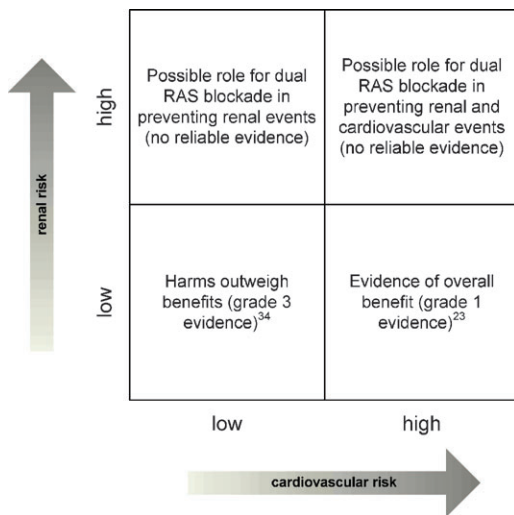 Possible role for dual
RAS blockade in
preventing renal events
(no reliable evidence)
Possible role for dual
RAS blockade in
preventing renal and
cardiovascular events
(no reliable evidence)
high
renal risk
Harms outweigh
benefits (grade 3
evidence)34
Evidence of overall
benefit (grade 1
evidence)23
low
low
high
cardiovascular risk